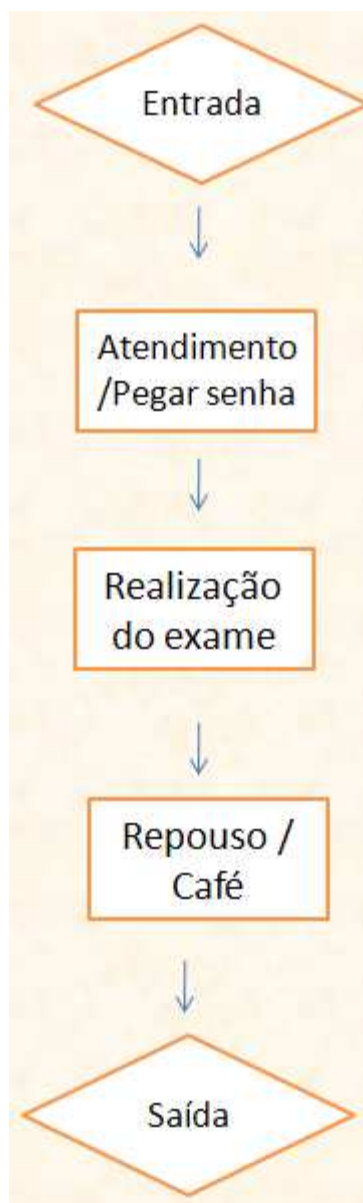 Entrada
Atendimento
/Pegar senha
Realização
do exame
Repouso /
Café
Saída